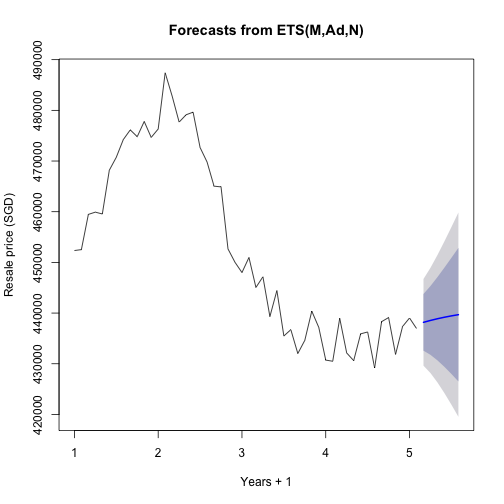 Forecasts from ETS(M,Ad,N)
Resale price (SGD)
490000
480000
470000
460000
450000
440000
430000
420000
1 2 3 4 5
Years + 1